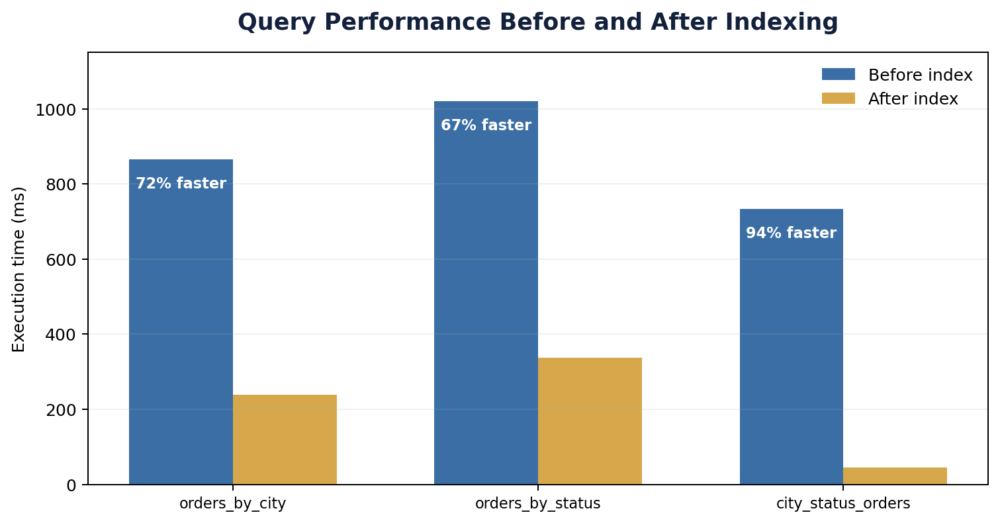 Query Performance Before and After Indexing
Before index
After index
Execution time (ms)
1000
800
600
400
200
0
72% faster
67% faster
94% faster
orders_by_city
orders_by_status
city_status_orders